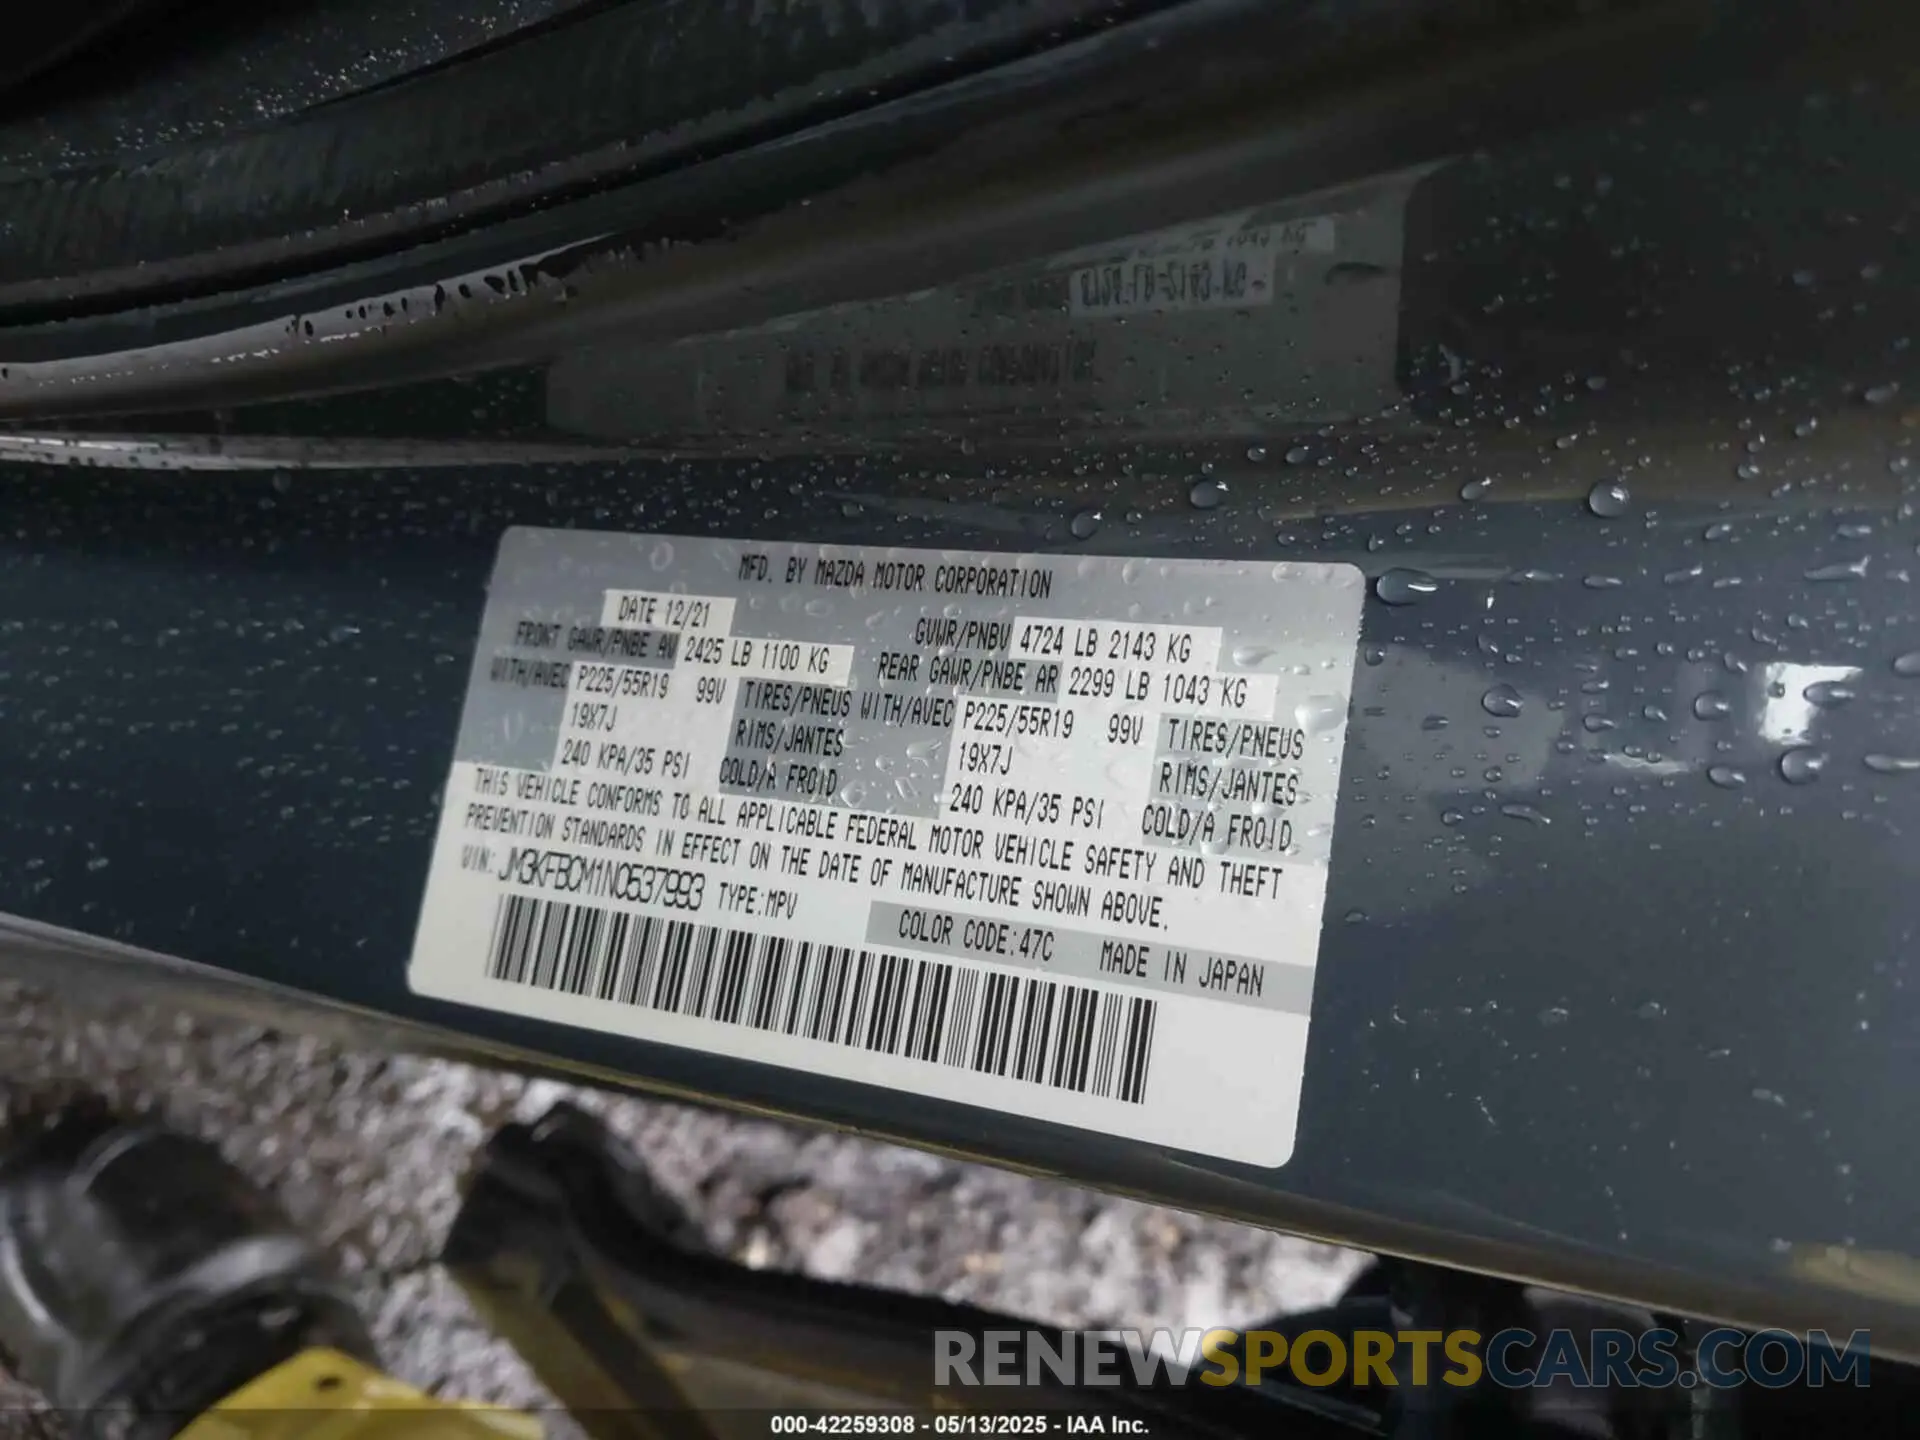 MFD. BY MAZDA MOTOR CORPORATION
DATE 12/21 GVWR/PNBV 4724 LB 2143 KG
FRONT GAWR/PNBE AV 2425 LB 1100 KG REAR GAWR/PNBE AR 2299 LB 1043 KG
WITH/AVEC P225/55R19 99V TIRES/PNEUS WITH/AVEC P225/55R19 99V TIRES/PNEUS
19X7J RIMS/JANTES 19X7J RIMS/JANTES
240 KPA/35 PSI COLD/A FROID 240 KPA/35 PSI COLD/A FROID
THIS VEHICLE CONFORMS TO ALL APPLICABLE FEDERAL MOTOR VEHICLE SAFETY AND THEFT
PREVENTION STANDARDS IN EFFECT ON THE DATE OF MANUFACTURE SHOWN ABOVE.
VIN: JM3KFBCM1N0537993 TYPE:MPV
COLOR CODE:47C MADE IN JAPAN
RENEWSPORTSCARS.COM
000-42259308 - 05/13/2025 - IAA Inc.